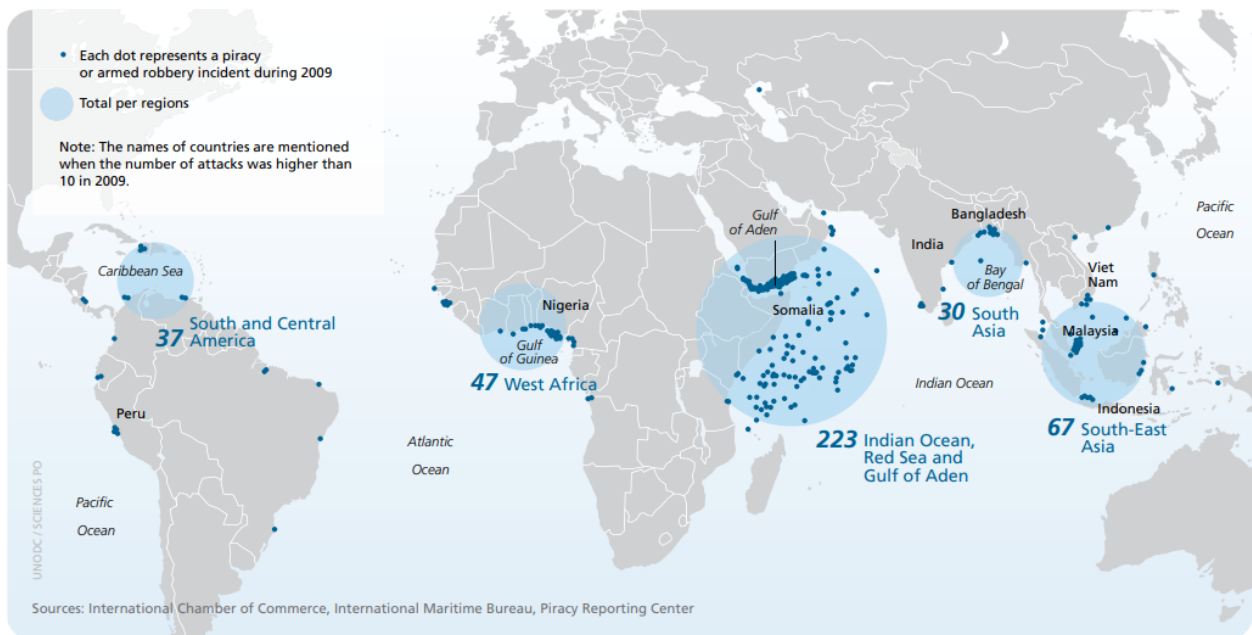 Each dot represents a piracy
or armed robbery incident during 2009
Total per regions
Note: The names of countries are mentioned
when the number of attacks was higher than
10 in 2009.
Caribbean Sea
37 South and Central
America
Peru
Pacific
Ocean
Atlantic
Ocean
Nigeria
Gulf
of Guinea
47 West Africa
Gulf
of Aden
Somalia
223 Indian Ocean,
Red Sea and
Gulf of Aden
Indian Ocean
India
Bangladesh
Bay
of Bengal
30 South
Asia
Viet
Nam
Malaysia
Indonesia
67 South-East
Asia
Pacific
Ocean
UNODC / SCIENCES PO
Sources: International Chamber of Commerce, International Maritime Bureau, Piracy Reporting Center